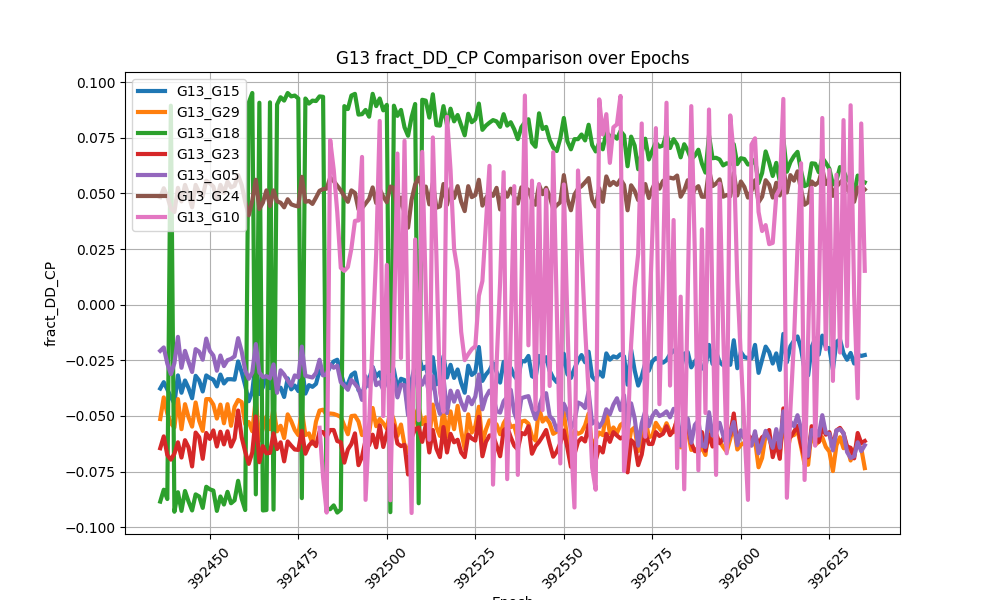 G13 fract_DD_CP Comparison over Epochs
fract_DD_CP
0.100
0.075
0.050
0.025
0.000
−0.025
−0.050
−0.075
−0.100
G13_G15
G13_G29
G13_G18
G13_G23
G13_G05
G13_G24
G13_G10
392450
392475
392500
392525
392550
392575
392600
392625
Epoch